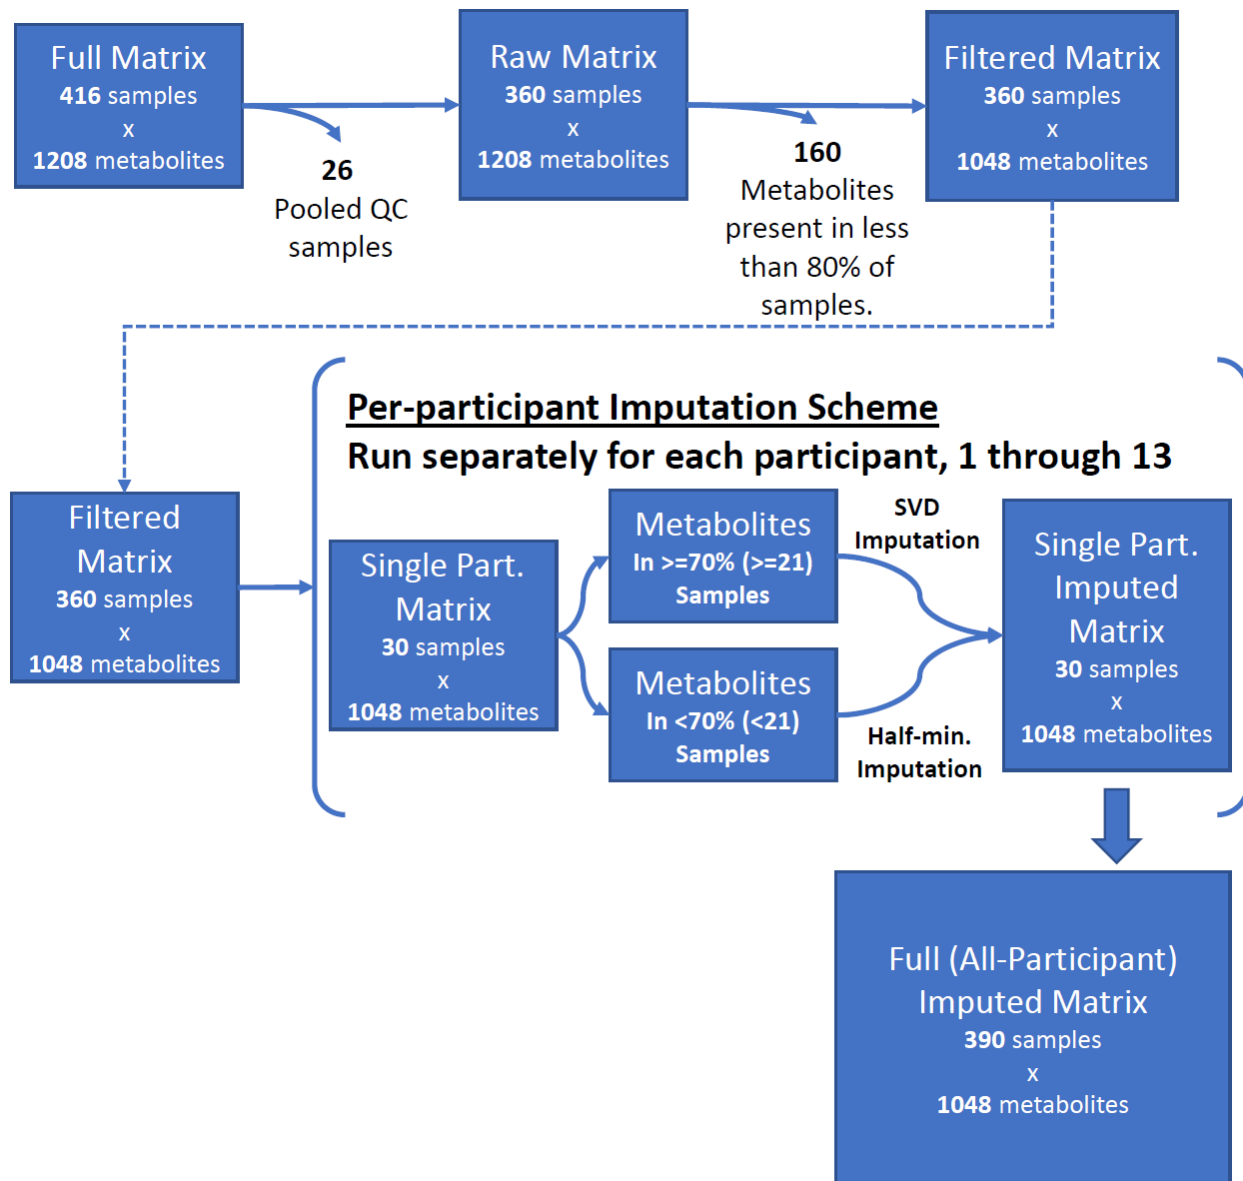 Full Matrix
416 samples
x
1208 metabolites
26
Pooled QC
samples
Raw Matrix
360 samples
x
1208 metabolites
160
Metabolites
present in less
than 80% of
samples.
Filtered Matrix
360 samples
x
1048 metabolites
Per-participant Imputation Scheme
Run separately for each participant, 1 through 13
Filtered
Matrix
360 samples
x
1048 metabolites
Single Part.
Matrix
30 samples
x
1048 metabolites
Metabolites
In >=70% (>=21)
Samples
Metabolites
In <70% (<21)
Samples
SVD
Imputation
Half-min.
Imputation
Single Part.
Imputed
Matrix
30 samples
x
1048 metabolites
Full (All-Participant)
Imputed Matrix
390 samples
x
1048 metabolites